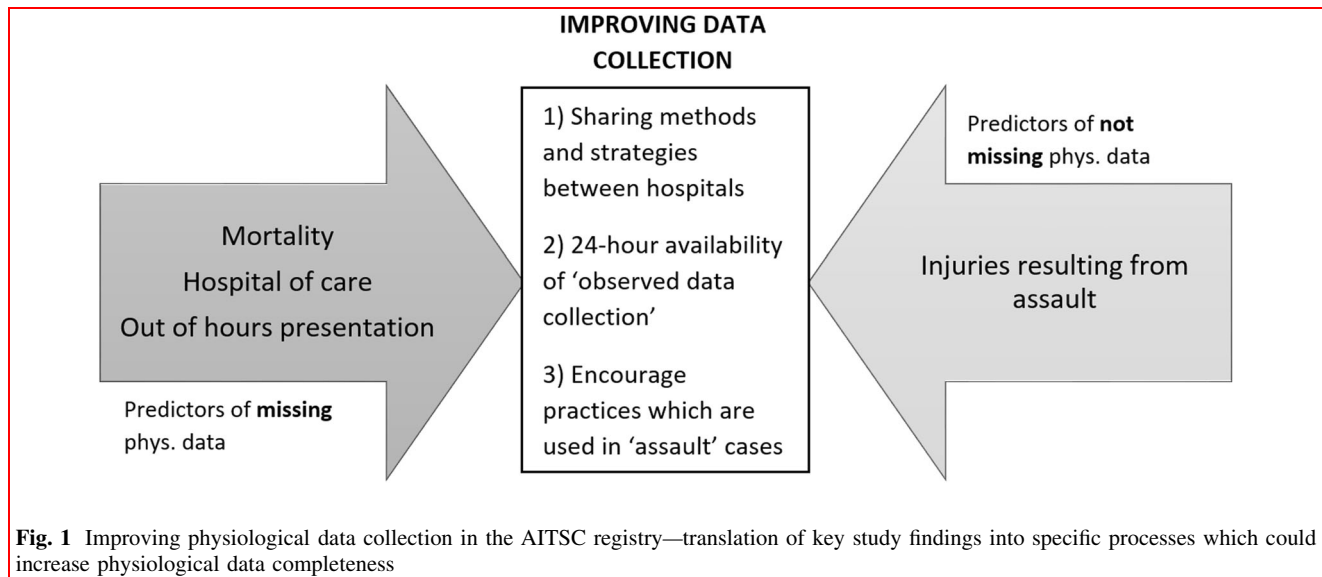 IMPROVING DATA
COLLECTION
Mortality
Hospital of care
Out of hours presentation
Predictors of missing
phys. data
1) Sharing methods
and strategies
between hospitals
2) 24-hour availability
of ‘observed data
collection’
3) Encourage
practices which are
used in ‘assault’ cases
Predictors of not
missing phys. data
Injuries resulting from
assault
Fig. 1 Improving physiological data collection in the AITSC registry—translation of key study findings into specific processes which could
increase physiological data completeness